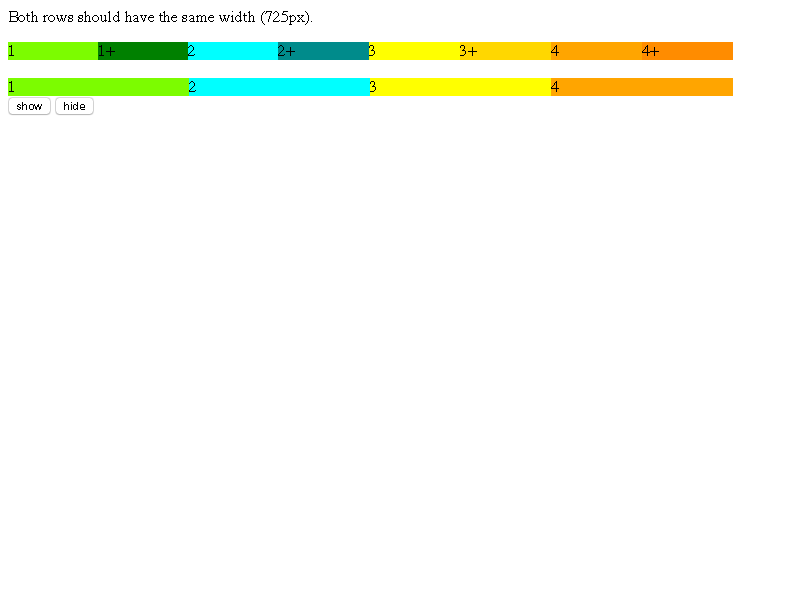 Both rows should have the same width (725px).
1 1+ 2 2+ 3 3+ 4 4+
1 2 3 4
show hide